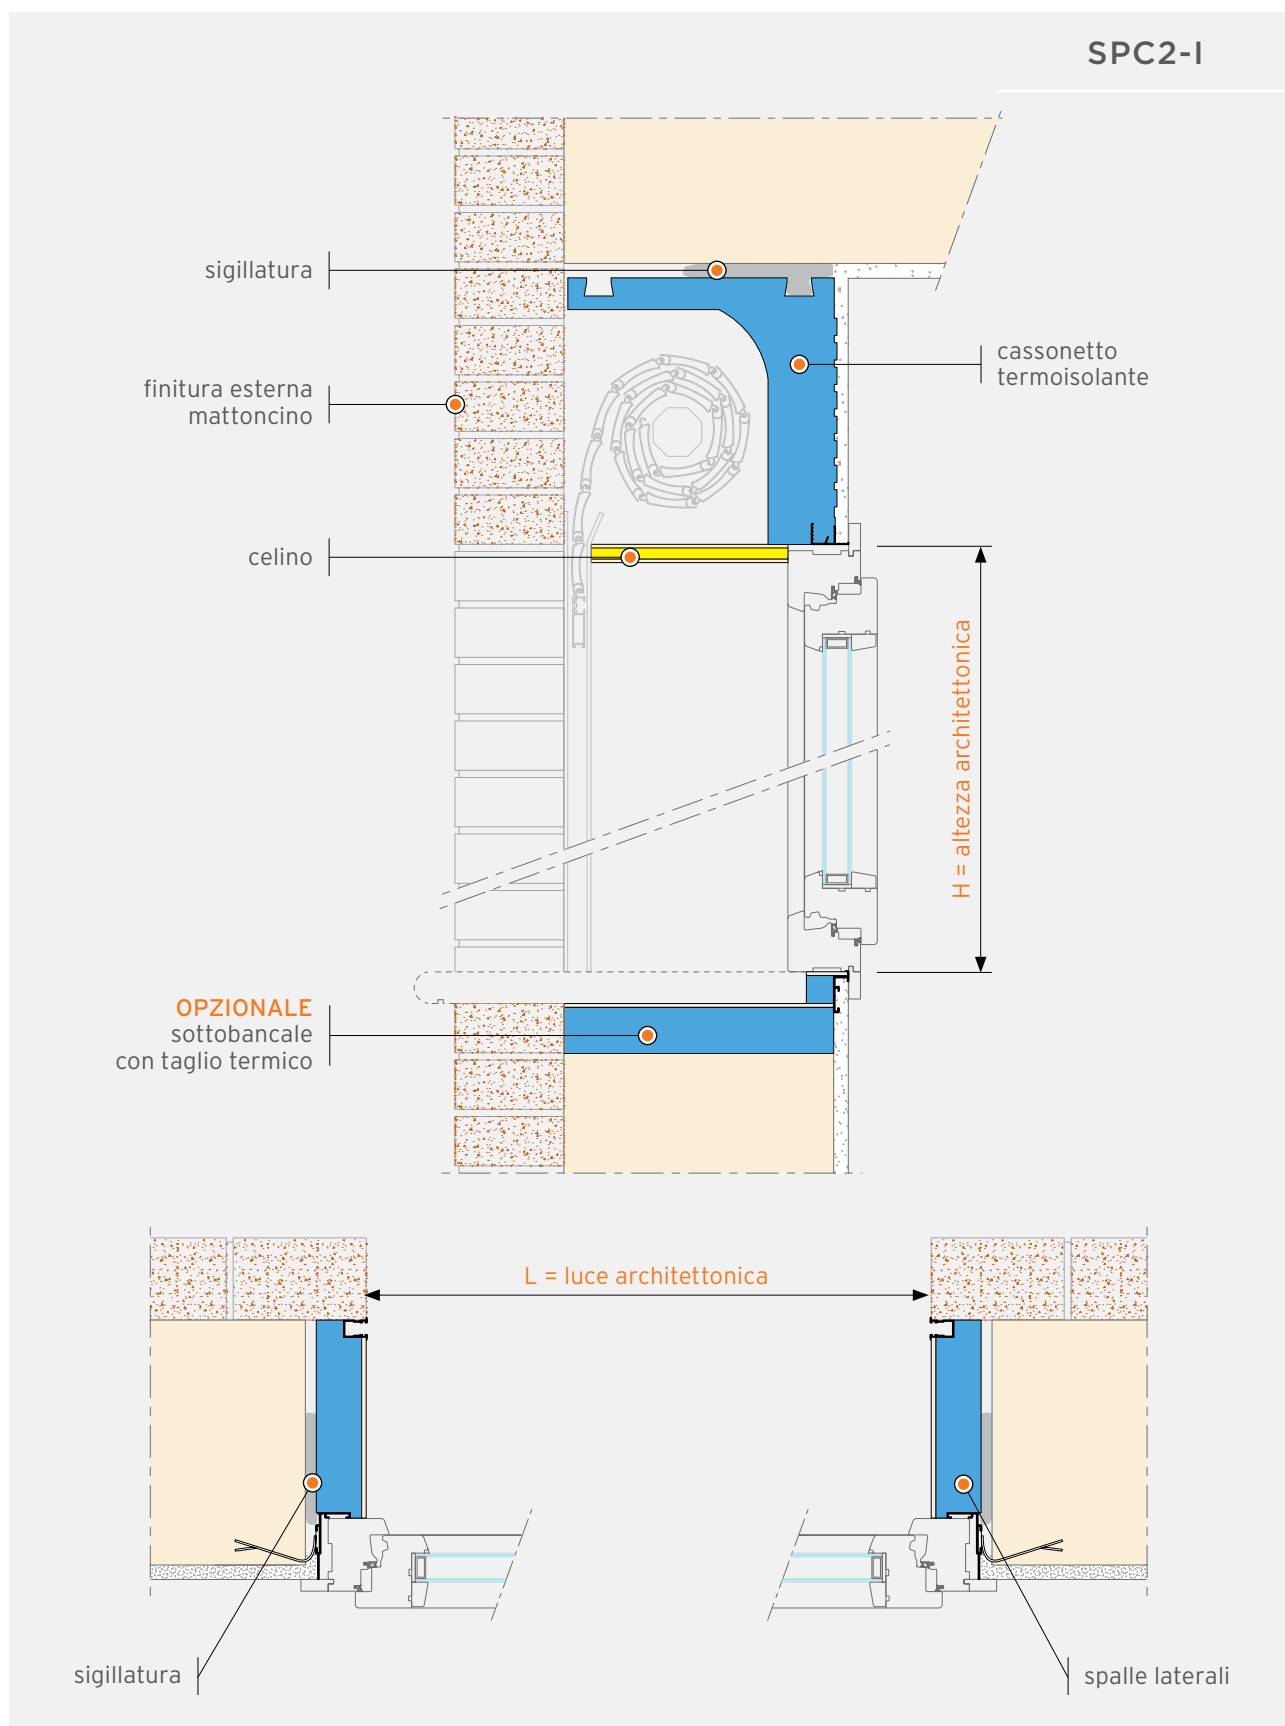 SPC2-I
sigillatura
cassonetto
termoisolante
finitura esterna
mattoncino
celino
H = altezza architettonica
OPZIONALE
sottobancale
con taglio termico
L = luce architettonica
sigillatura
spalle laterali